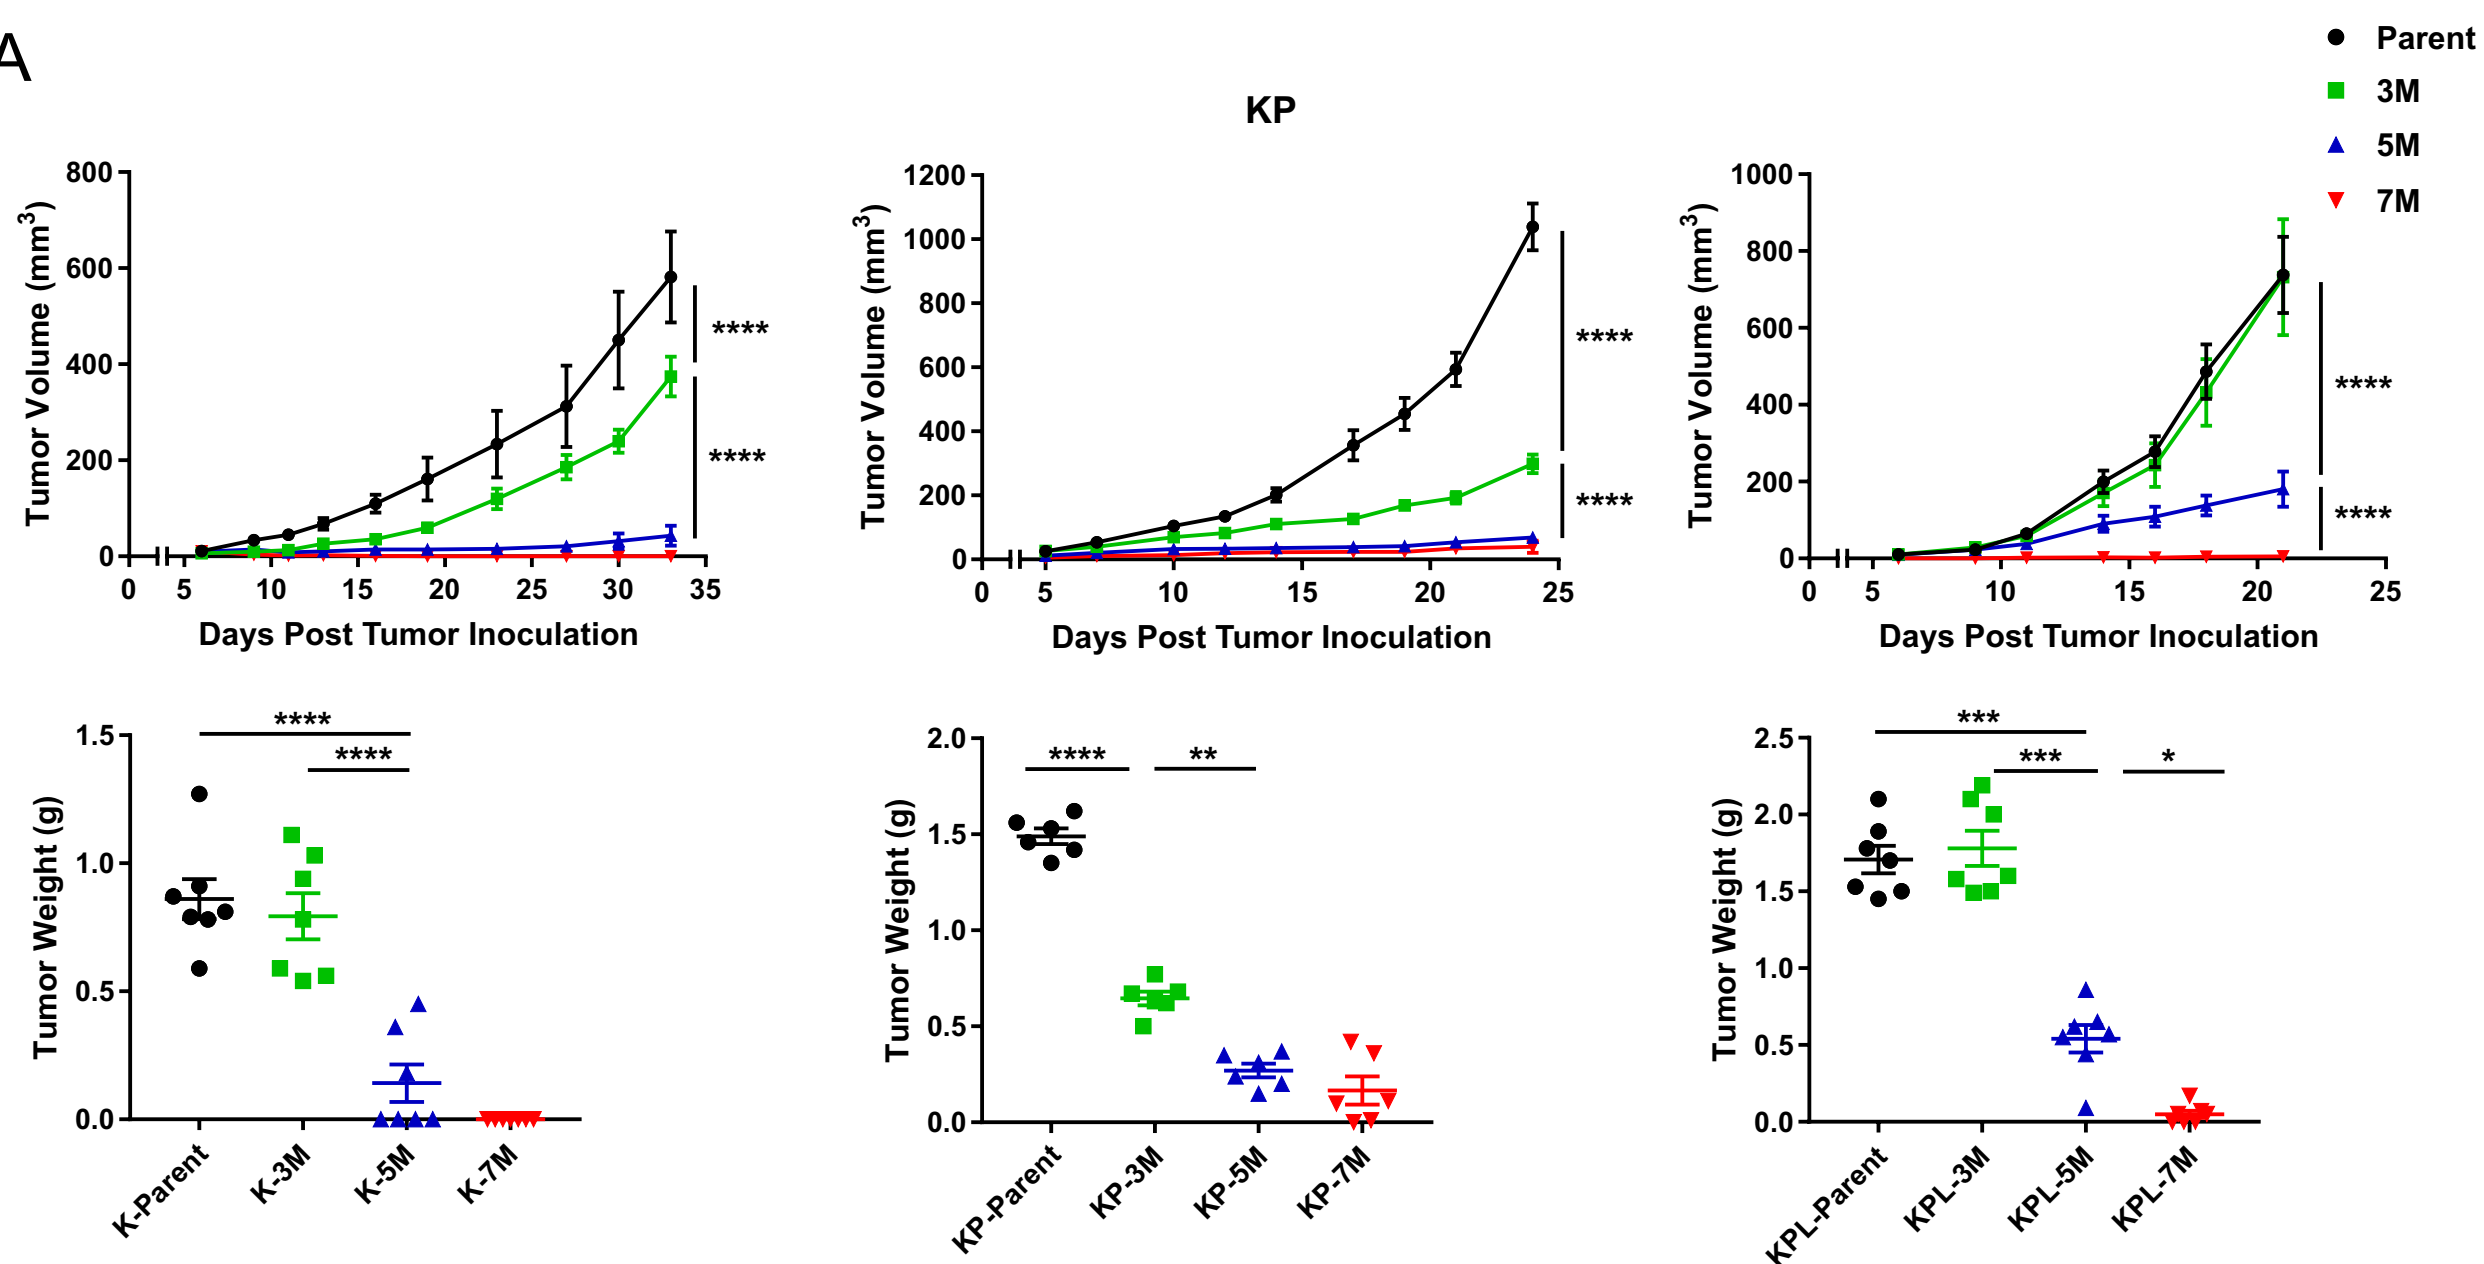 A
Parent
3M
5M
7M
KP
800
600
400
200
0
Tumor Volume (mm³)
0 5 10 15 20 25 30 35
Days Post Tumor Inoculation
****
****
1200
1000
800
600
400
200
0
Tumor Volume (mm³)
0 5 10 15 20 25
Days Post Tumor Inoculation
****
****
1000
800
600
400
200
0
Tumor Volume (mm³)
0 5 10 15 20 25
Days Post Tumor Inoculation
****
****
1.5
1.0
0.5
0.0
Tumor Weight (g)
****
****
K-Parent
K-3M
K-5M
K-7M
2.0
1.5
1.0
0.5
0.0
Tumor Weight (g)
****
**
KP-Parent
KP-3M
KP-5M
KP-7M
2.5
2.0
1.5
1.0
0.5
0.0
Tumor Weight (g)
***
***
*
KPL-Parent
KPL-3M
KPL-5M
KPL-7M